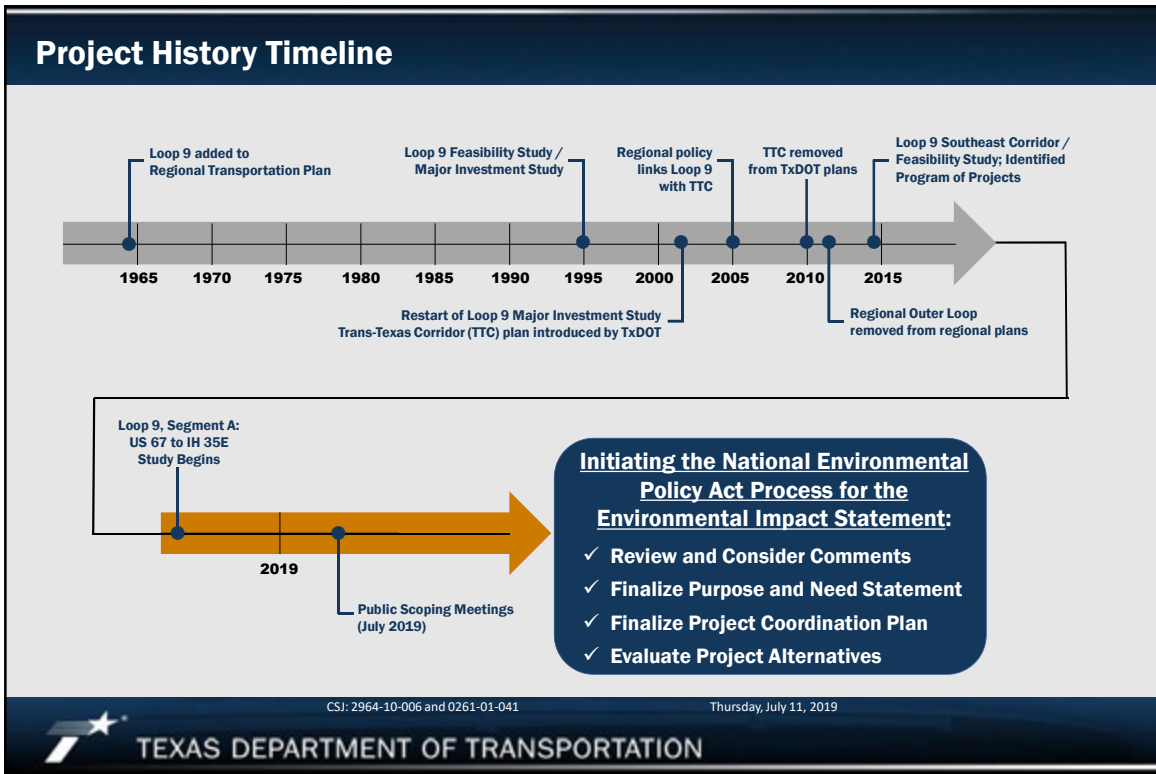 Project History Timeline
Loop 9 added to
Regional Transportation Plan
Loop 9 Feasibility Study /
Major Investment Study
Regional policy
links Loop 9
with TTC
TTC removed
from TxDOT plans
Loop 9 Southeast Corridor /
Feasibility Study; Identified
Program of Projects
1965
1970
1975
1980
1985
1990
1995
2000
2005
2010
2015
Restart of Loop 9 Major Investment Study
Trans-Texas Corridor (TTC) plan introduced by TxDOT
Regional Outer Loop
removed from regional plans
Loop 9, Segment A:
US 67 to IH 35E
Study Begins
2019
Public Scoping Meetings
(July 2019)
Initiating the National Environmental
Policy Act Process for the
Environmental Impact Statement:
✓ Review and Consider Comments
✓ Finalize Purpose and Need Statement
✓ Finalize Project Coordination Plan
✓ Evaluate Project Alternatives
CSJ: 2964-10-006 and 0261-01-041
Thursday, July 11, 2019
TEXAS DEPARTMENT OF TRANSPORTATION